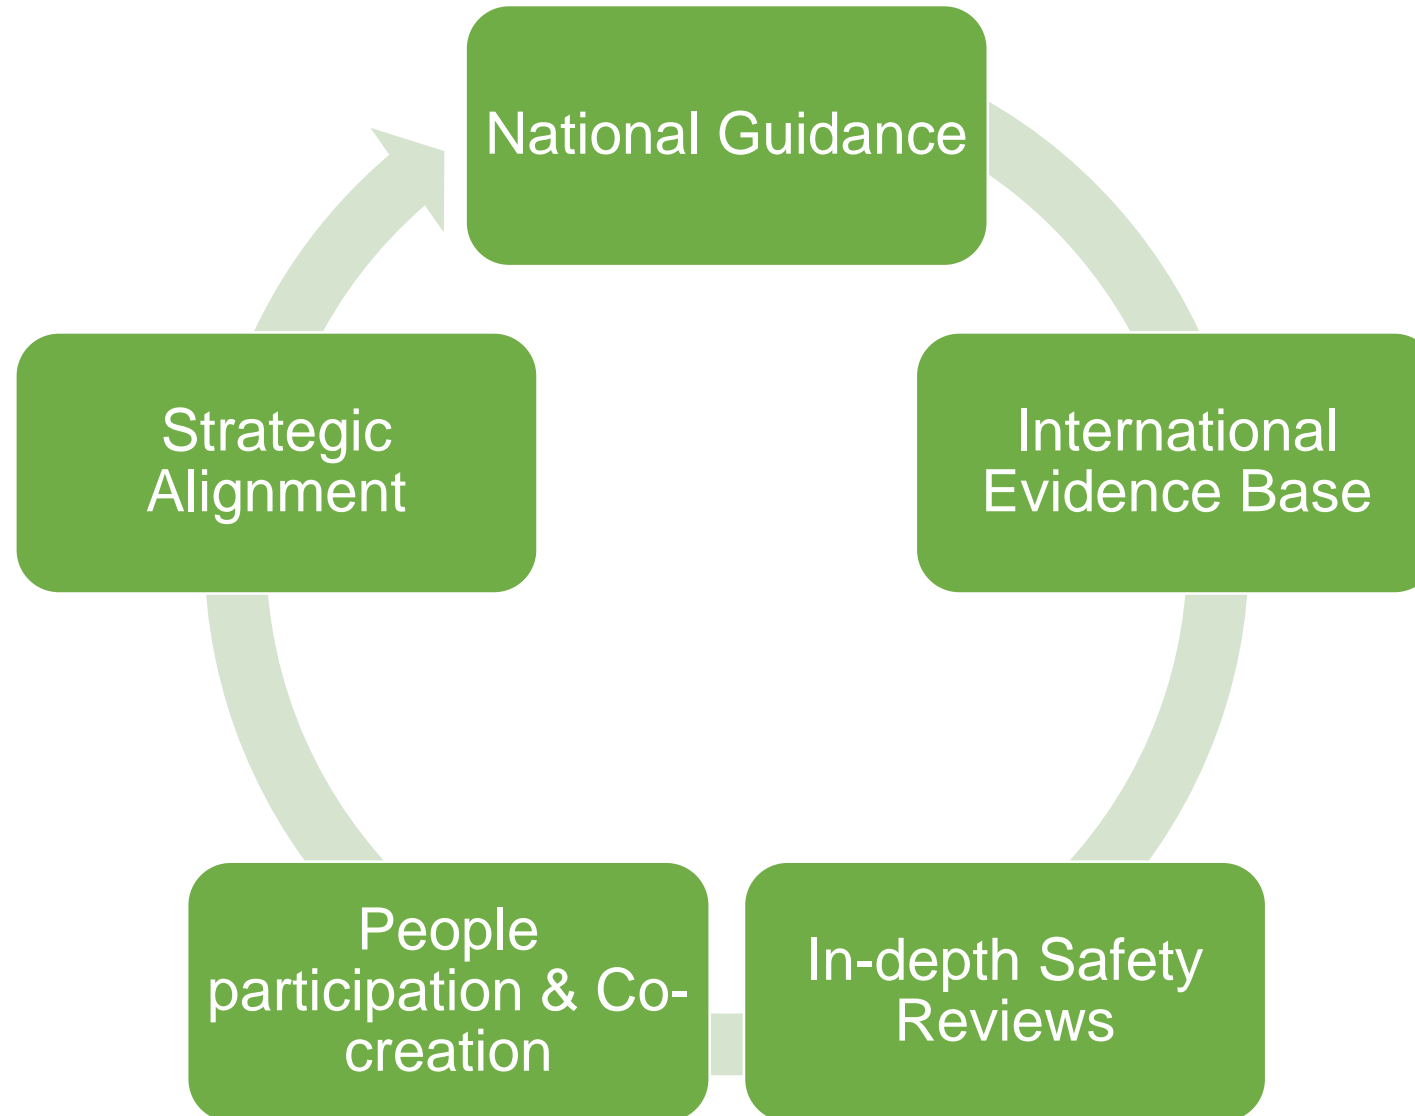 National Guidance
International
Evidence Base
In-depth Safety
Reviews
People
participation & Co-
creation
Strategic
Alignment